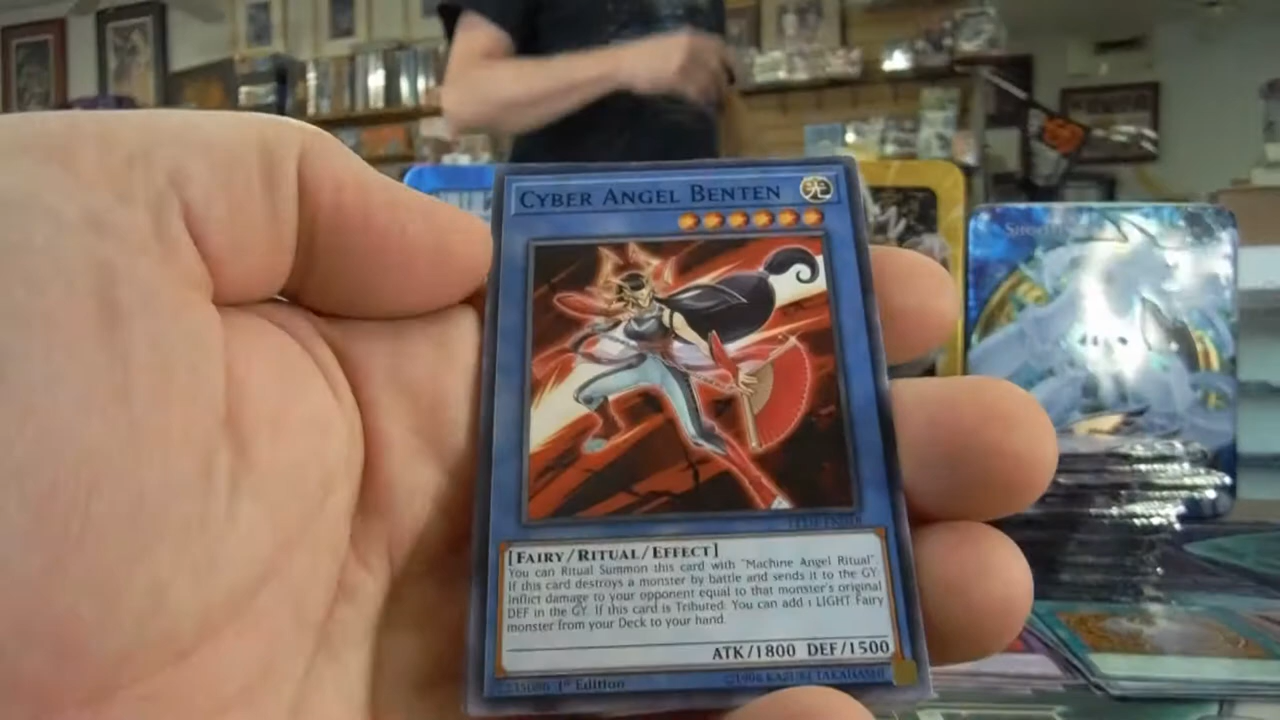 CYBER ANGEL BENTEN
光
[FAIRY/RITUAL/EFFECT]
You can Ritual Summon this card with "Machine Angel Ritual".
If this card destroys a monster by battle and sends it to the GY:
inflict damage to your opponent equal to that monster's original
DEF in the GY. If this card is Tributed: You can add 1 LIGHT Fairy
monster from your Deck to your hand.
ATK/1800 DEF/1500
1st Edition
©1996 KAZUKI TAKAHASHI